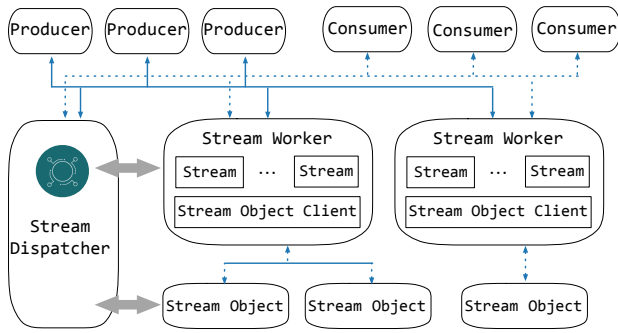 Producer
Producer
Producer
Consumer
Consumer
Consumer
Stream
Dispatcher
Stream Worker
Stream
...
Stream
Stream Object Client
Stream Worker
Stream
...
Stream
Stream Object Client
Stream Object
Stream Object
Stream Object